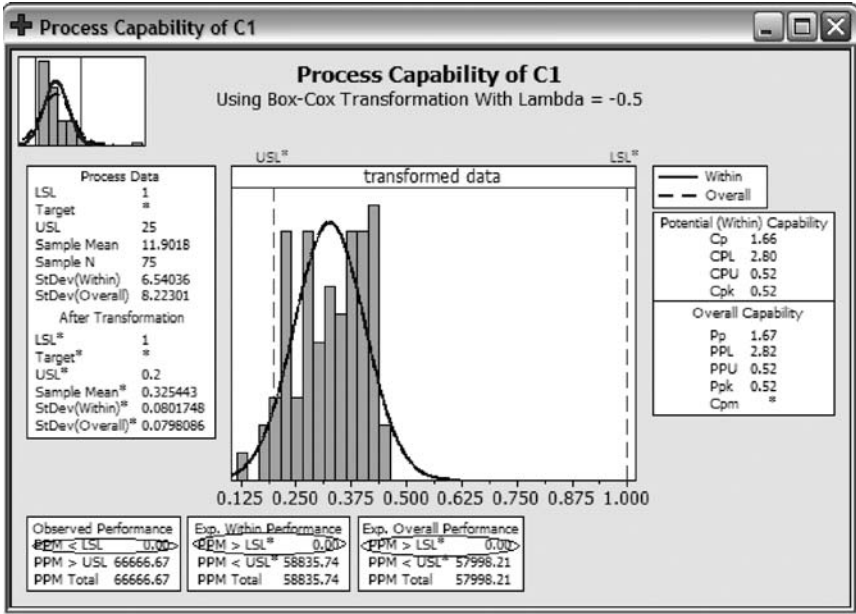 Process Capability of C1
Process Capability of C1
Using Box-Cox Transformation With Lambda = -0.5
USL*
LSL*
transformed data
Process Data
LSL 1
Target *
USL 25
Sample Mean 11.9018
Sample N 75
StDev(Within) 6.54036
StDev(Overall) 8.22301
After Transformation
LSL* 1
Target* *
USL* 0.2
Sample Mean* 0.325443
StDev(Within)* 0.0801748
StDev(Overall)* 0.0798086
Within
Overall
Potential (Within) Capability
Cp 1.66
CPL 2.80
CPU 0.52
Cpk 0.52
Overall Capability
Pp 1.67
PPL 2.82
PPU 0.52
Ppk 0.52
Cpm *
0.125 0.250 0.375 0.500 0.625 0.750 0.875 1.000
Observed Performance
PPM < LSL 0.00
PPM > USL 66666.67
PPM Total 66666.67
Exp. Within Performance
PPM > LSL* 0.00
PPM < USL* 58835.74
PPM Total 58835.74
Exp. Overall Performance
PPM > LSL* 0.00
PPM < USL* 57998.21
PPM Total 57998.21